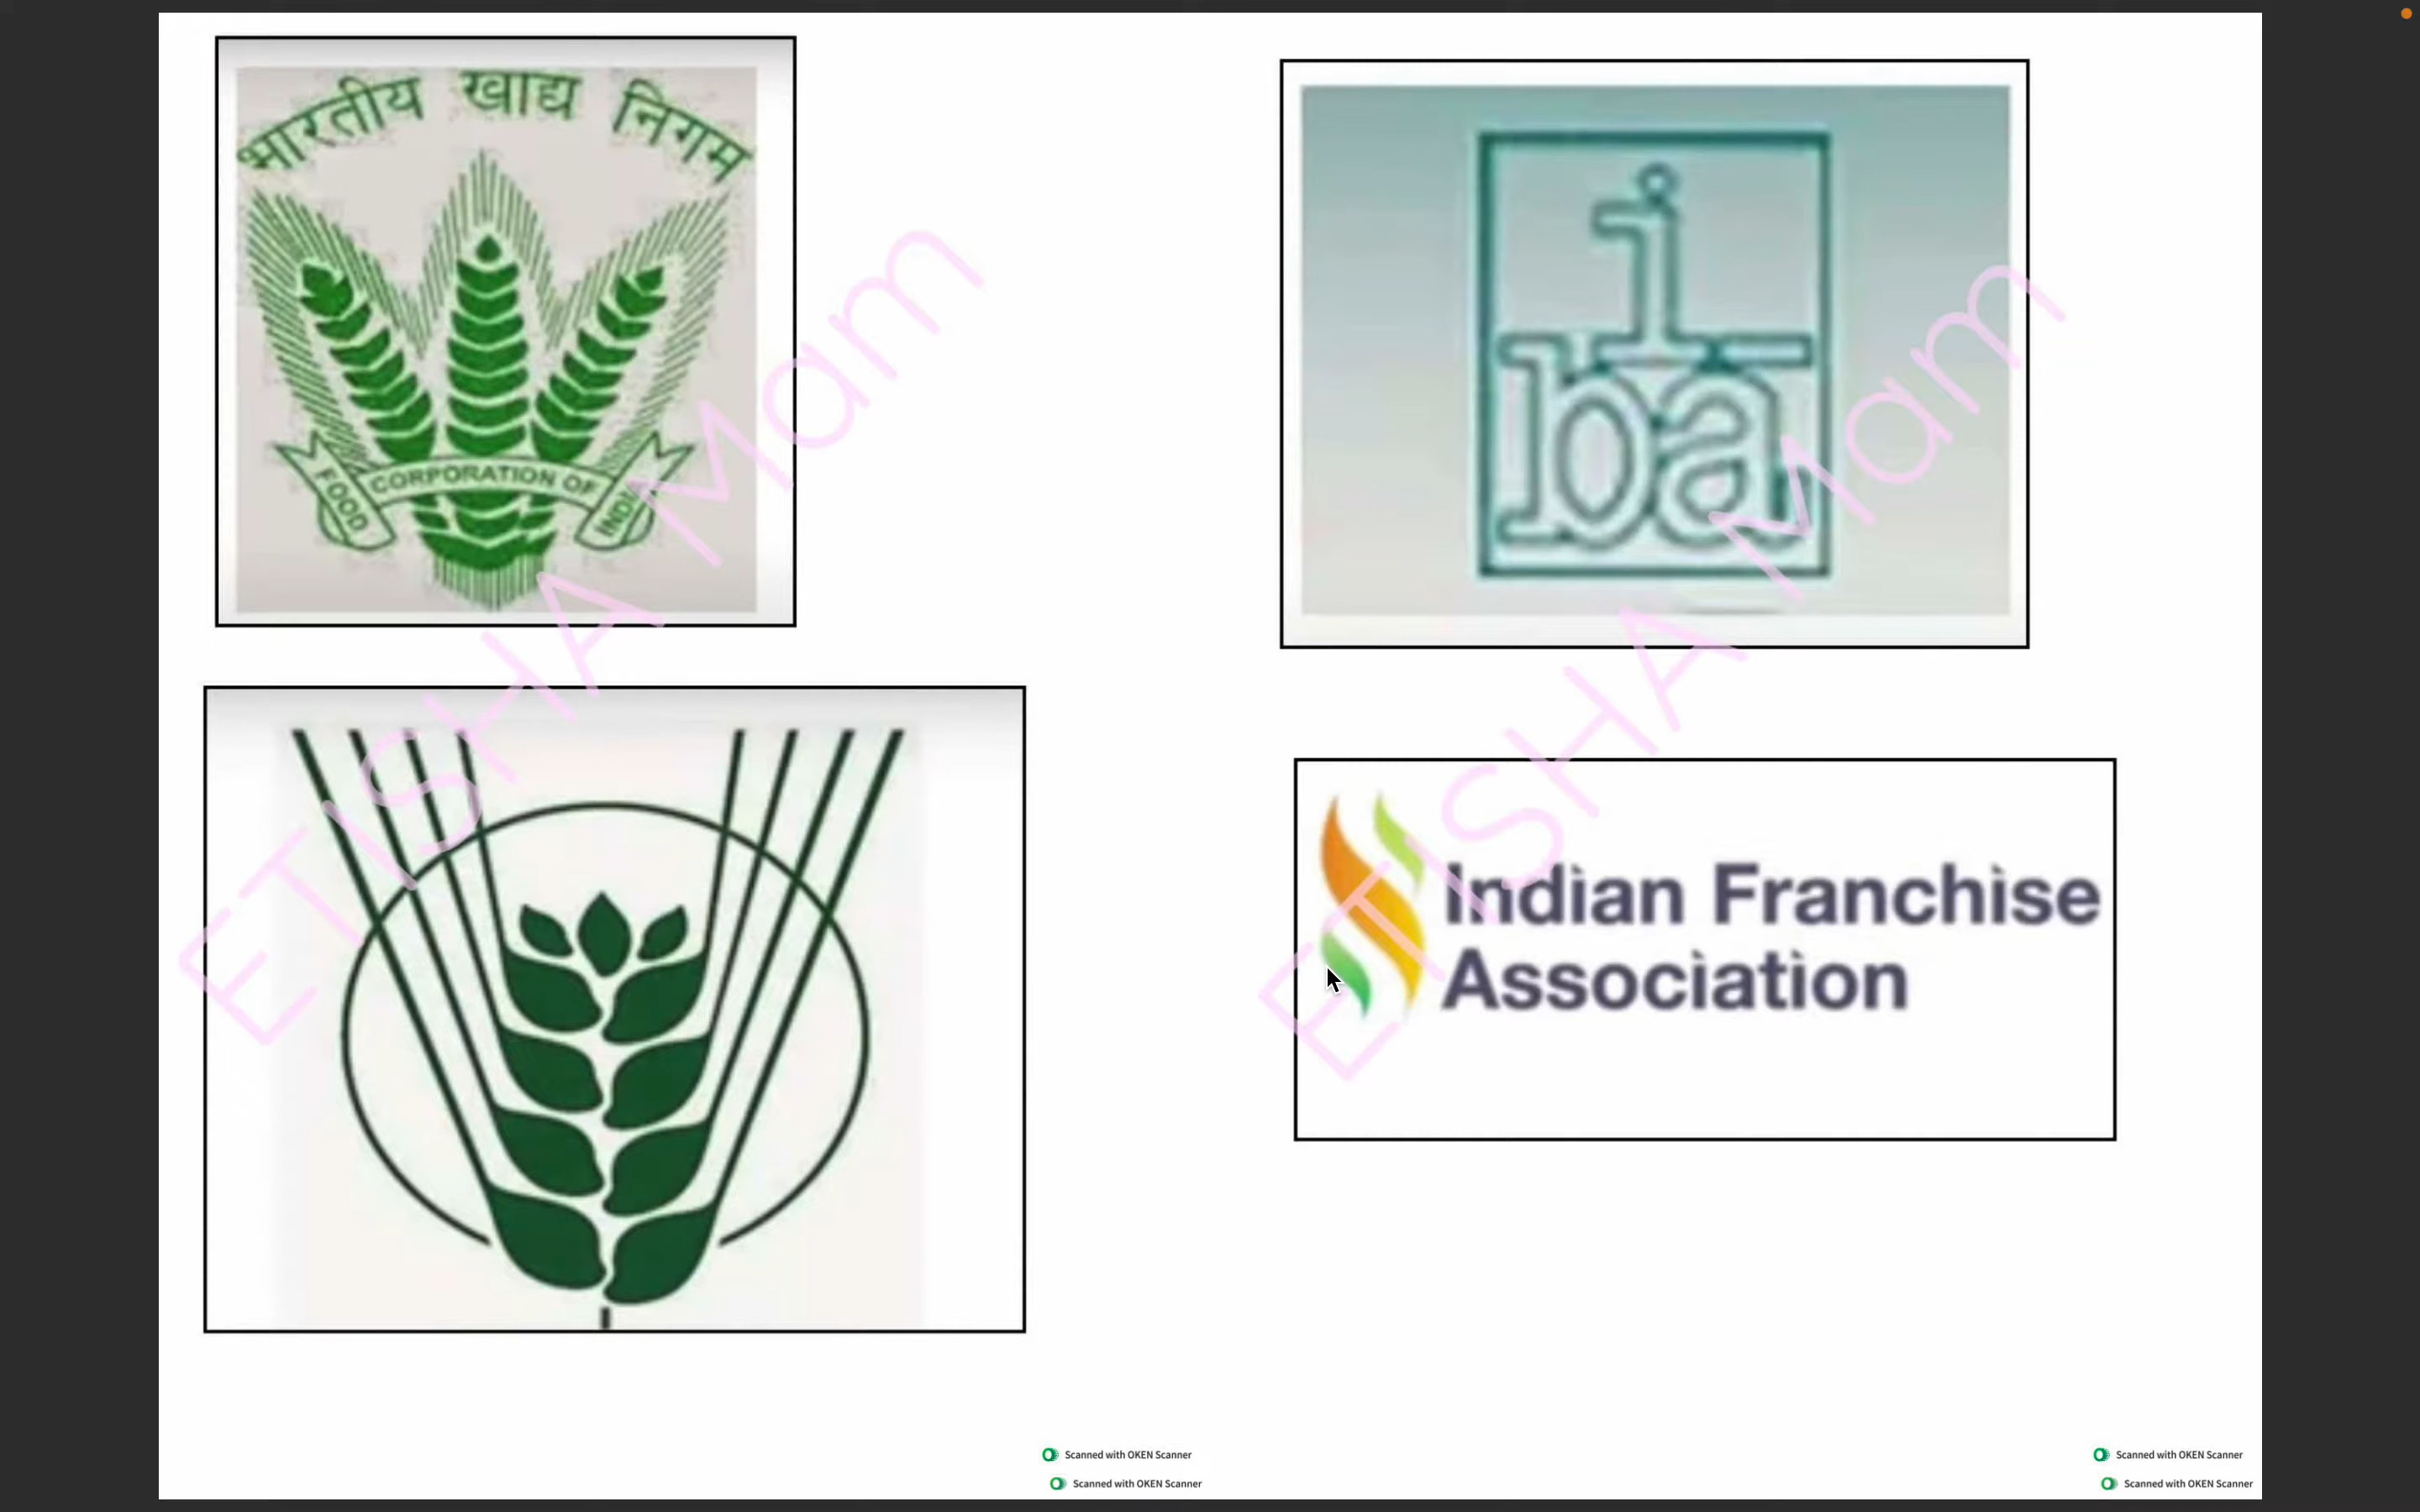 भारतीय खाद्य निगम
FOOD CORPORATION OF INDIA
i
ba
Indian Franchise
Association
ETISHA Mam
ETISHA Mam
Scanned with OKEN Scanner
Scanned with OKEN Scanner
Scanned with OKEN Scanner
Scanned with OKEN Scanner